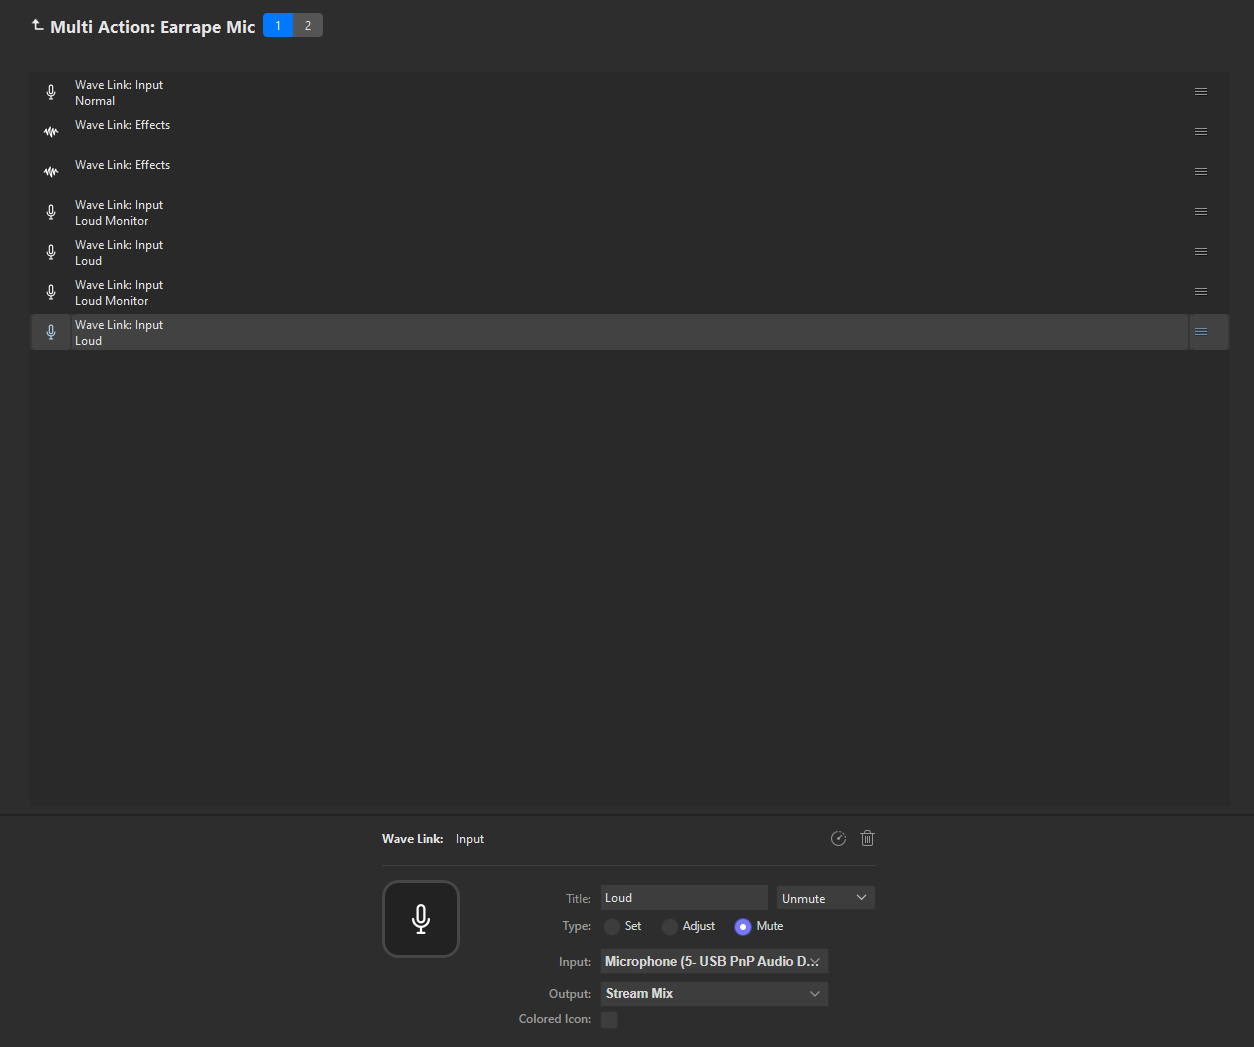 Multi Action: Earrape Mic 1 2
Wave Link: Input
Normal
Wave Link: Effects
Wave Link: Effects
Wave Link: Input
Loud Monitor
Wave Link: Input
Loud
Wave Link: Input
Loud Monitor
Wave Link: Input
Loud
Wave Link: Input
Title: Loud Unmute
Type: Set Adjust Mute
Input: Microphone (5- USB PnP Audio D...
Output: Stream Mix
Colored Icon: